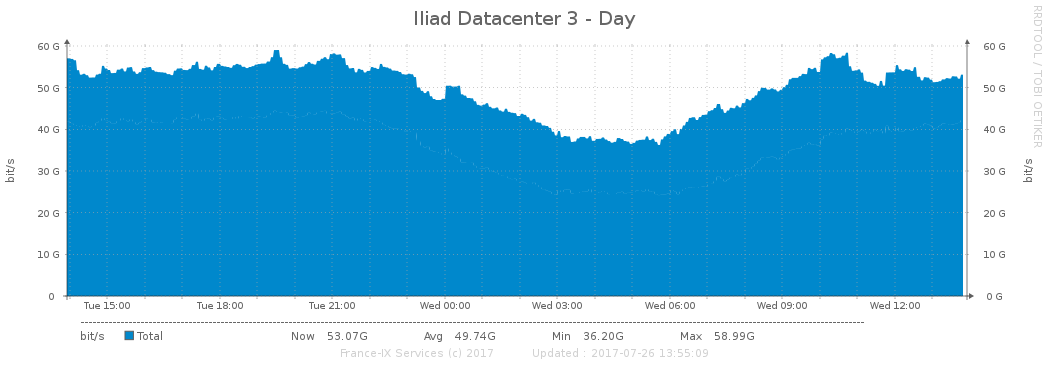 Iliad Datacenter 3 - Day
RRDTOOL / TOBI OETIKER
60 G 60 G
50 G 50 G
40 G 40 G
30 G 30 G
20 G 20 G
10 G 10 G
0 0 G
bit/s bit/s
Tue 15:00 Tue 18:00 Tue 21:00 Wed 00:00 Wed 03:00 Wed 06:00 Wed 09:00 Wed 12:00
bit/s Total Now 53.07G Avg 49.74G Min 36.20G Max 58.99G
France-IX Services (c) 2017 Updated : 2017-07-26 13:55:09